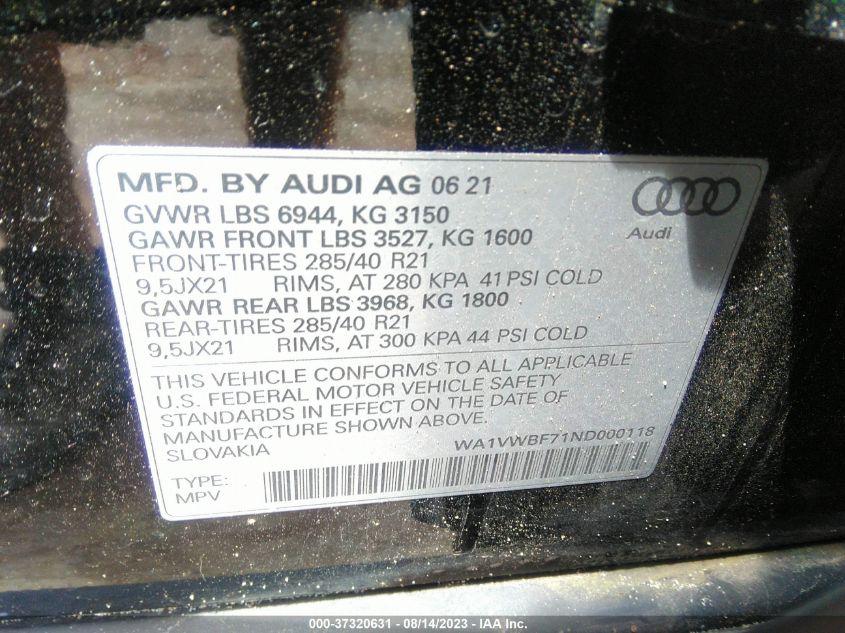 MFD. BY AUDI AG 06 21
GVWR LBS 6944, KG 3150
GAWR FRONT LBS 3527, KG 1600
FRONT-TIRES 285/40 R21
9,5JX21 RIMS, AT 280 KPA 41 PSI COLD
GAWR REAR LBS 3968, KG 1800
REAR-TIRES 285/40 R21
9,5JX21 RIMS, AT 300 KPA 44 PSI COLD
Audi
THIS VEHICLE CONFORMS TO ALL APPLICABLE
U.S. FEDERAL MOTOR VEHICLE SAFETY
STANDARDS IN EFFECT ON THE DATE OF
MANUFACTURE SHOWN ABOVE.
SLOVAKIA WA1VWBF71ND000118
TYPE:
MPV
000-37320631 - 08/14/2023 - IAA Inc.